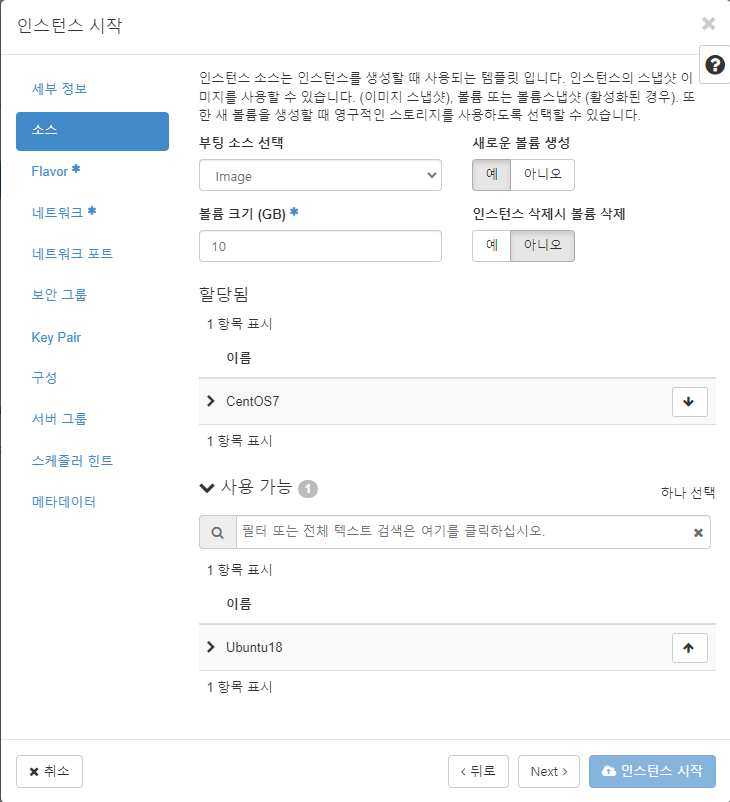 인스턴스 시작
세부 정보
소스
Flavor *
네트워크 *
네트워크 포트
보안 그룹
Key Pair
구성
서버 그룹
스케줄러 힌트
메타데이터
인스턴스 소스는 인스턴스를 생성할 때 사용되는 템플릿 입니다. 인스턴스의 스냅샷 이
미지를 사용할 수 있습니다. (이미지 스냅샷), 볼륨 또는 볼륨스냅샷 (활성화된 경우). 또
한 새 볼륨을 생성할 때 영구적인 스토리지를 사용하도록 선택할 수 있습니다.
부팅 소스 선택
새로운 볼륨 생성
Image
예 아니오
볼륨 크기 (GB) *
인스턴스 삭제시 볼륨 삭제
10
예 아니오
할당됨
1 항목 표시
이름
CentOS7
1 항목 표시
사용 가능 1
하나 선택
필터 또는 전체 텍스트 검색은 여기를 클릭하십시오.
1 항목 표시
이름
Ubuntu18
1 항목 표시
취소
뒤로
Next
인스턴스 시작